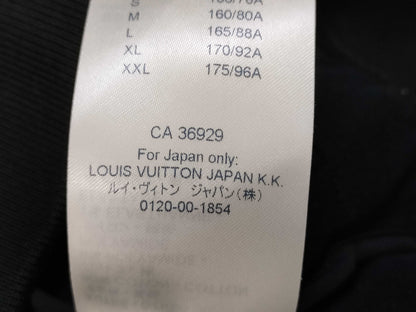 S
M 160/80A
L 165/88A
XL 170/92A
XXL 175/96A
CA 36929
For Japan only:
LOUIS VUITTON JAPAN K.K.
ルイ・ヴィトン ジャパン(株)
0120-00-1854